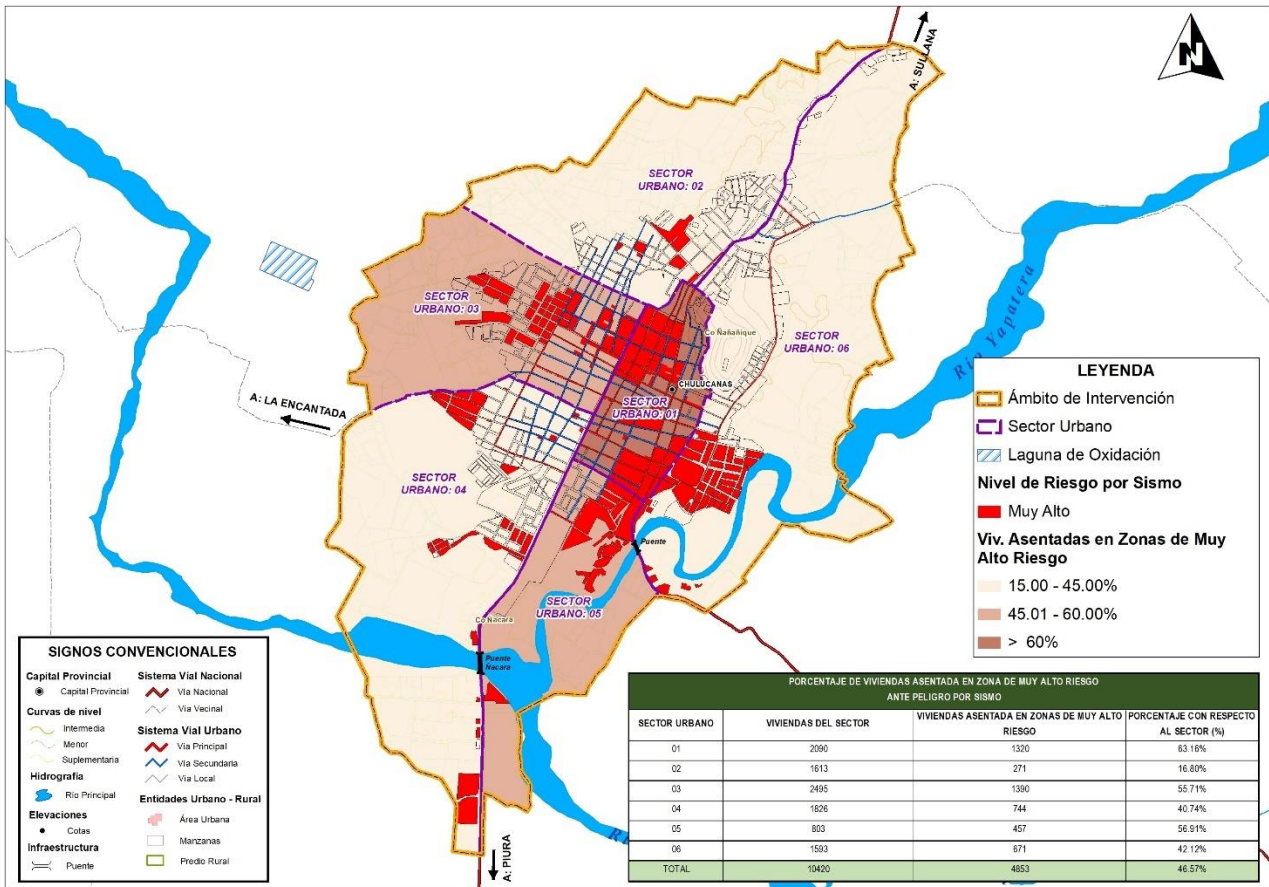 A: SULLANA
N
SECTOR
URBANO: 02
SECTOR
URBANO: 03
Co Ñañañique
SECTOR
URBANO: 06
Río Yapatera
CHULUCANAS
SECTOR
URBANO: 01
A: LA ENCANTADA
SECTOR
URBANO: 04
Puente
SECTOR
URBANO: 05
Co Ñacara
Puente
Ñacara
A: PIURA
LEYENDA
Ámbito de Intervención
Sector Urbano
Laguna de Oxidación
Nivel de Riesgo por Sismo
Muy Alto
Viv. Asentadas en Zonas de Muy
Alto Riesgo
15.00 - 45.00%
45.01 - 60.00%
> 60%
SIGNOS CONVENCIONALES
Capital Provincial
Capital Provincial
Curvas de nivel
Intermedia
Menor
Suplementaria
Hidrografía
Río Principal
Elevaciones
Cotas
Infraestructura
Puente
Sistema Vial Nacional
Vía Nacional
Vía Vecinal
Sistema Vial Urbano
Vía Principal
Vía Secundaria
Vía Local
Entidades Urbano - Rural
Área Urbana
Manzanas
Predio Rural
PORCENTAJE DE VIVIENDAS ASENTADA EN ZONA DE MUY ALTO RIESGO
ANTE PELIGRO POR SISMO
SECTOR URBANO VIVIENDAS DEL SECTOR VIVIENDAS ASENTADA EN ZONAS DE MUY ALTO RIESGO PORCENTAJE CON RESPECTO AL SECTOR (%)
01 2090 1320 63.16%
02 1613 271 16.80%
03 2495 1390 55.71%
04 1826 744 40.74%
05 803 457 56.91%
06 1593 671 42.12%
TOTAL 10420 4853 46.57%